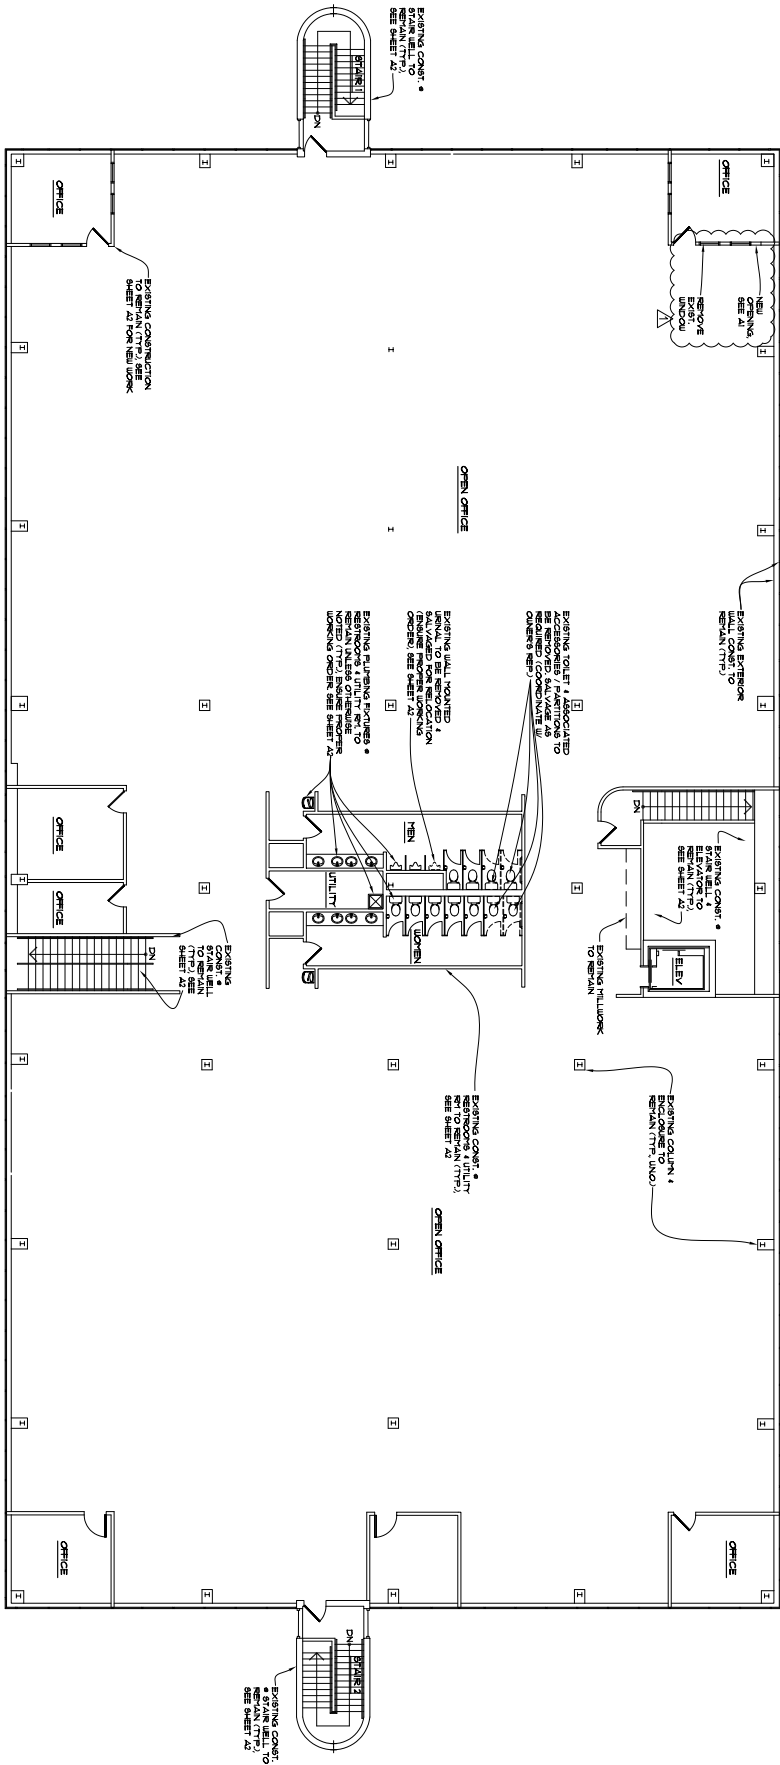 EXISTING CONST. @
STAIR WELL TO
REMAIN (TYP.),
SEE SHEET A2
STAIR 1
DN
OFFICE
OFFICE
NEW
OPENING,
SEE A1
REMOVE
EXIST.
WINDOW
1
EXISTING CONSTRUCTION
TO REMAIN (TYP.), SEE
SHEET A2 FOR NEW WORK
OPEN OFFICE
EXISTING EXTERIOR
WALL CONST. TO
REMAIN (TYP.)
EXISTING TOILET & ASSOCIATED
ACCESSORIES / PARTITIONS TO
BE REMOVED, SALVAGE AS
REQUIRED (COORDINATE W/
OWNER'S REP.)
EXISTING WALL MOUNTED
URINAL TO BE REMOVED &
SALVAGED FOR RELOCATION
(ENSURE PROPER WORKING
ORDER), SEE SHEET A2
EXISTING PLUMBING FIXTURES @
RESTROOMS & UTILITY RM. TO
REMAIN UNLESS OTHERWISE
NOTED (TYP.), ENSURE PROPER
WORKING ORDER. SEE SHEET A2
DN
EXISTING CONST. @
STAIR WELL &
ELEVATOR TO
REMAIN (TYP.),
SEE SHEET A2
MEN
UTILITY
WOMEN
OFFICE
OFFICE
ELEV
EXISTING MILLWORK
TO REMAIN
DN
EXISTING
CONST. @
STAIR WELL
TO REMAIN
(TYP.), SEE
SHEET A2
EXISTING COLUMN &
ENCLOSURE TO
REMAIN (TYP., U.N.O.)
EXISTING CONST. @
RESTROOMS & UTILITY
RM TO REMAIN (TYP.),
SEE SHEET A2
OPEN OFFICE
OFFICE
OFFICE
DN
STAIR 2
EXISTING CONST.
@ STAIR WELL TO
REMAIN (TYP.),
SEE SHEET A2